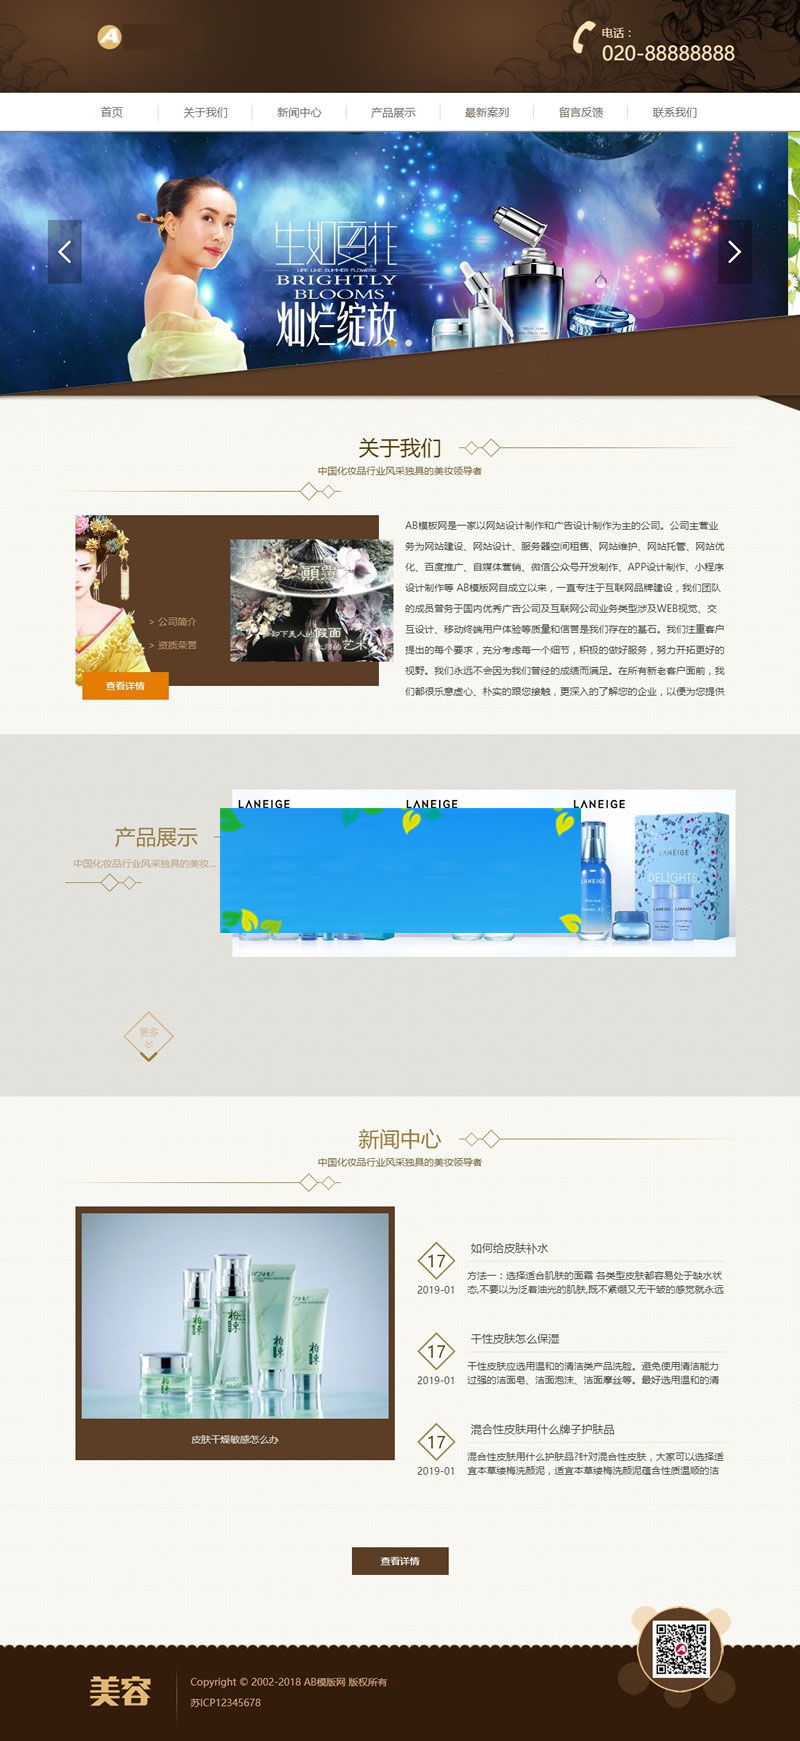 A
电话：
020-88888888
首页
关于我们
新闻中心
产品展示
最新案列
留言反馈
联系我们
生如夏花
LIFE LIKE SUMMER FLOWERS
BRIGHTLY
BLOOMS
灿烂绽放
关于我们
中国化妆品行业风采独具的美妆领导者
> 公司简介
> 资质荣誉
查看详情
颠覆
卸下美人的假面
是上师的艺术
AB模板网是一家以网站设计制作和广告设计制作为主的公司。公司主营业
务为网站建设、网站设计、服务器空间租售、网站维护、网站托管、网站优
化、百度推广、自媒体营销、微信公众号开发制作、APP设计制作、小程序
设计制作等 AB模版网自成立以来，一直专注于互联网品牌建设，我们团队
的成员曾务于国内优秀广告公司及互联网公司业务类型涉及WEB视觉、交
互设计、移动终端用户体验等质量和信誉是我们存在的基石。我们注重客户
提出的每个要求，充分考虑每一个细节，积极的做好服务，努力开拓更好的
视野。我们永远不会因为我们曾经的成绩而满足。在所有新老客户面前，我
们都很乐意虚心、朴实的跟您接触，更深入的了解您的企业，以便为您提供
产品展示
中国化妆品行业风采独具的美妆...
LANEIGE
LANEIGE
LANEIGE
LANEIGE
DELIGHTS
更多
新闻中心
中国化妆品行业风采独具的美妆领导者
皮肤干燥敏感怎么办
17
2019-01
如何给皮肤补水
方法一：选择适合肌肤的面霜 各类型皮肤都容易处于缺水状
态,不要以为泛着油光的肌肤,既不紧绷又无干皱的感觉就永远
17
2019-01
干性皮肤怎么保湿
干性皮肤应选用温和的清洁类产品洗脸。避免使用清洁能力
过强的洁面皂、洁面泡沫、洁面摩丝等。最好选用温和的清
17
2019-01
混合性皮肤用什么牌子护肤品
混合性皮肤用什么护肤品?针对混合性皮肤，大家可以选择适
宜本草缕梅洗颜泥，适宜本草缕梅洗颜泥蕴含性质温顺的洁
查看详情
美容
Copyright © 2002-2018 AB模版网 版权所有
苏ICP12345678